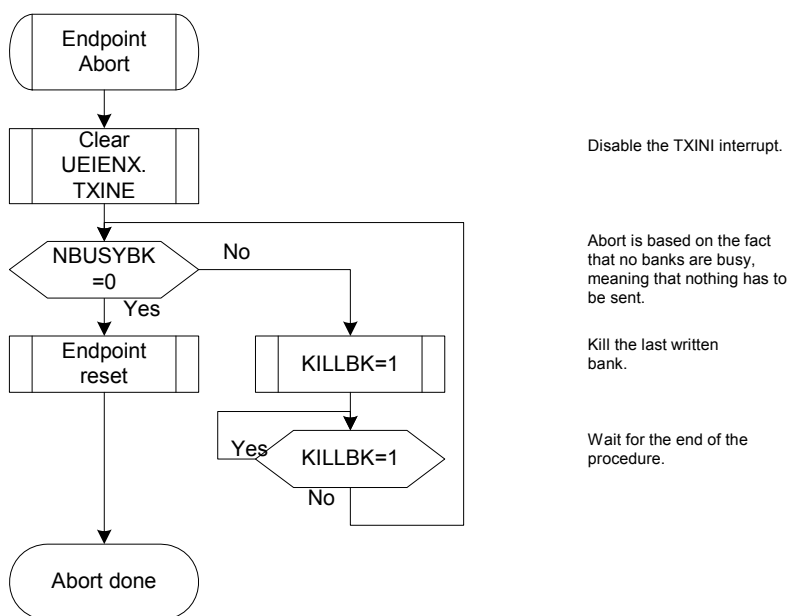 Endpoint
Abort
Clear
UEIENX.
TXINE
Disable the TXINI interrupt.
NBUSYBK
=0
No
Yes
Abort is based on the fact
that no banks are busy,
meaning that nothing has to
be sent.
Endpoint
reset
KILLBK=1
Kill the last written
bank.
Yes
KILLBK=1
No
Wait for the end of the
procedure.
Abort done